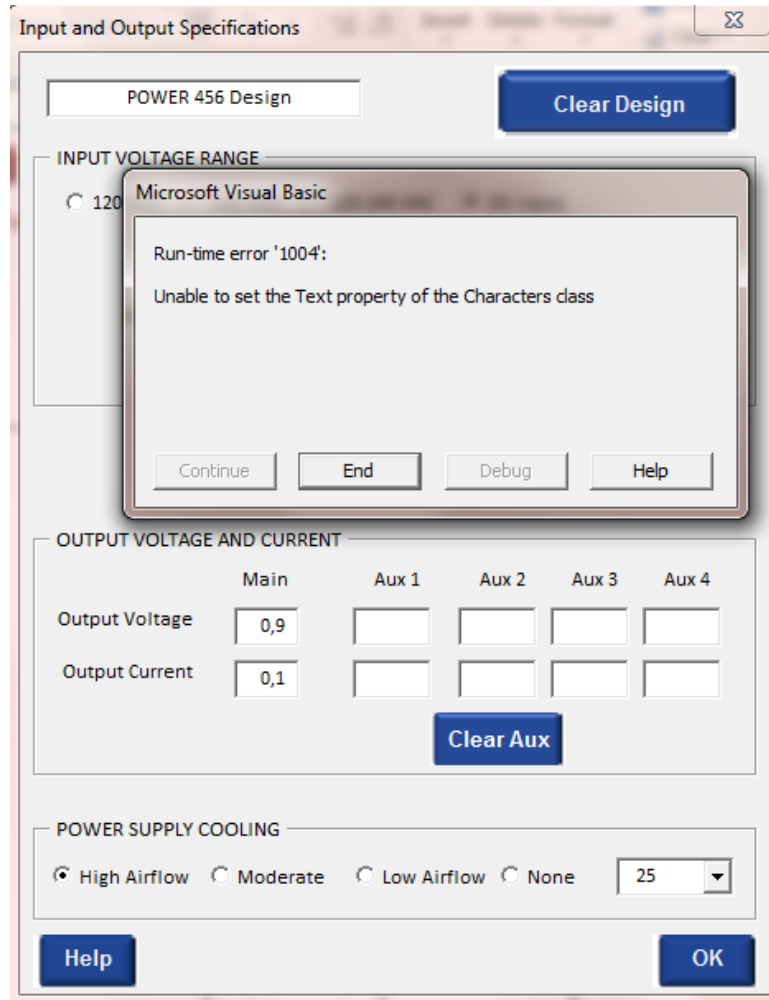 Input and Output Specifications
POWER 456 Design
Clear Design
INPUT VOLTAGE RANGE
120
Microsoft Visual Basic
Run-time error '1004':
Unable to set the Text property of the Characters class
Continue End Debug Help
OUTPUT VOLTAGE AND CURRENT
Main Aux 1 Aux 2 Aux 3 Aux 4
Output Voltage 0,9
Output Current 0,1
Clear Aux
POWER SUPPLY COOLING
High Airflow Moderate Low Airflow None 25
Help OK